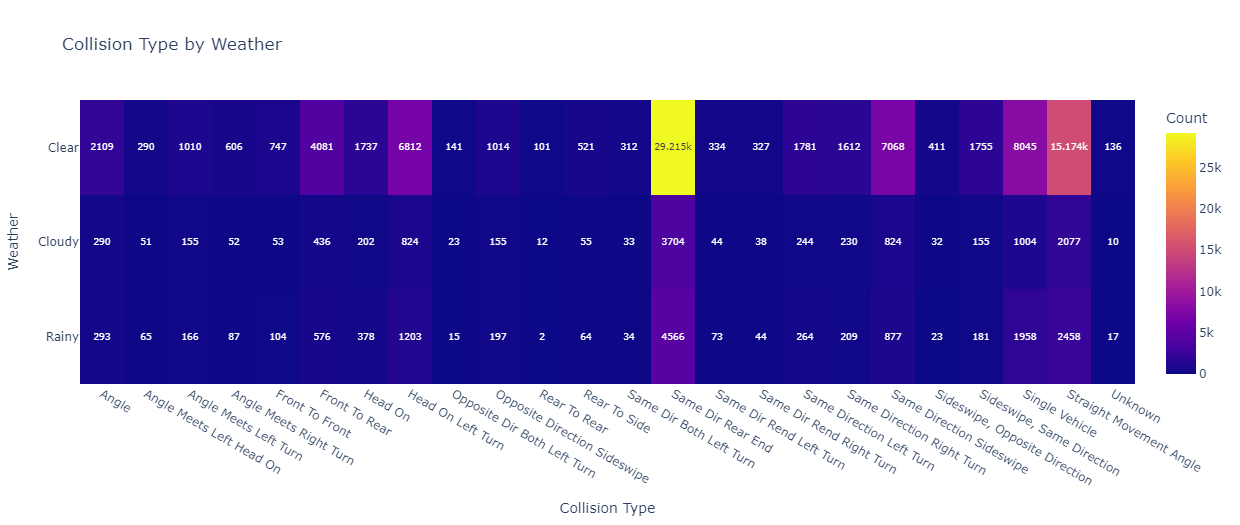 Collision Type by Weather
Count
Clear 2109 290 1010 606 747 4081 1737 6812 141 1014 101 521 312 29.215k 334 327 1781 1612 7068 411 1755 8045 15.174k 136
Cloudy 290 51 155 52 53 436 202 824 23 155 12 55 33 3704 44 38 244 230 824 32 155 1004 2077 10
Rainy 293 65 166 87 104 576 378 1203 15 197 2 64 34 4566 73 44 264 209 877 23 181 1958 2458 17
Weather
25k
20k
15k
10k
5k
0
Angle
Angle Meets Left Head On
Angle Meets Left Turn
Angle Meets Right Turn
Front To Front
Front To Rear
Head On
Head On Left Turn
Opposite Dir Both Left Turn
Opposite Direction Sideswipe
Rear To Rear
Rear To Side
Same Dir Both Left Turn
Same Dir Rear End
Same Dir Rend Left Turn
Same Dir Rend Right Turn
Same Direction Left Turn
Same Direction Right Turn
Same Direction Sideswipe
Sideswipe, Opposite Direction
Sideswipe, Same Direction
Single Vehicle
Straight Movement Angle
Unknown
Collision Type